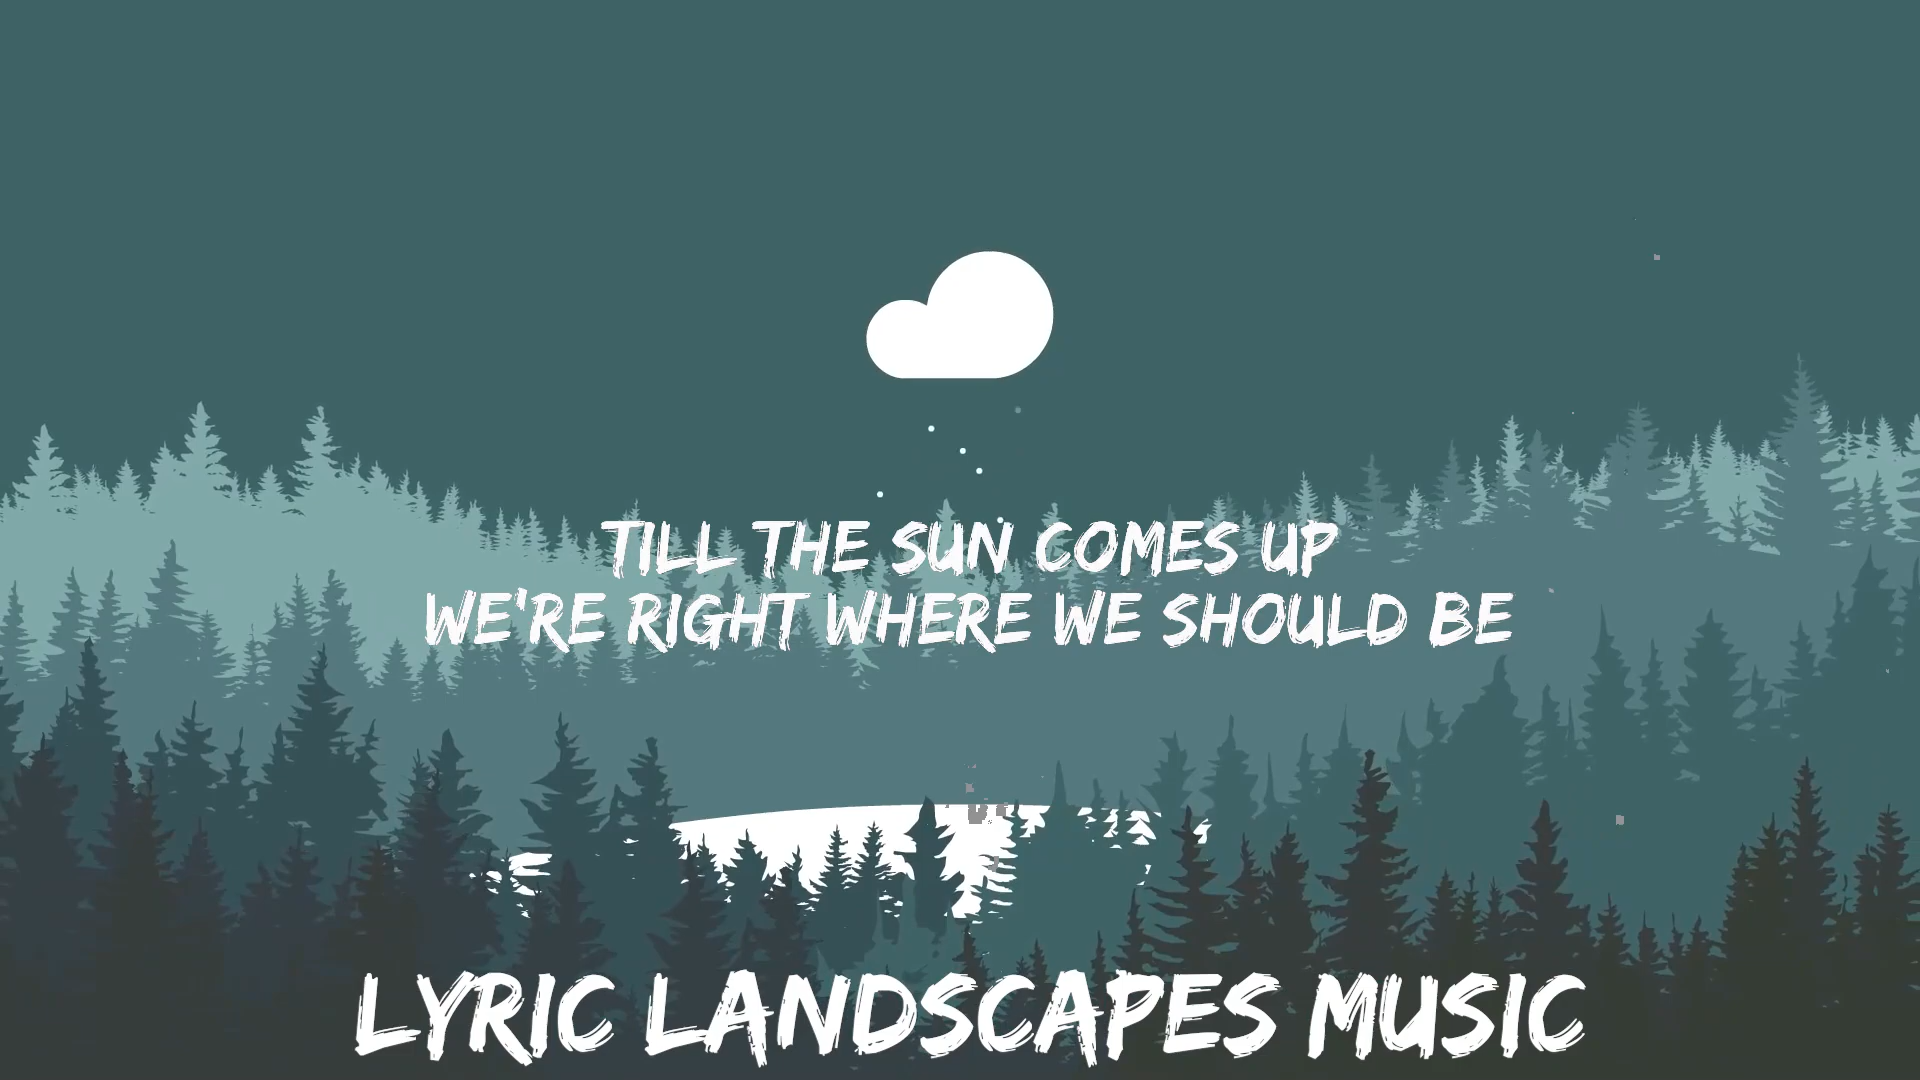 TILL THE SUN COMES UP
WE'RE RIGHT WHERE WE SHOULD BE
LYRIC LANDSCAPES MUSIC